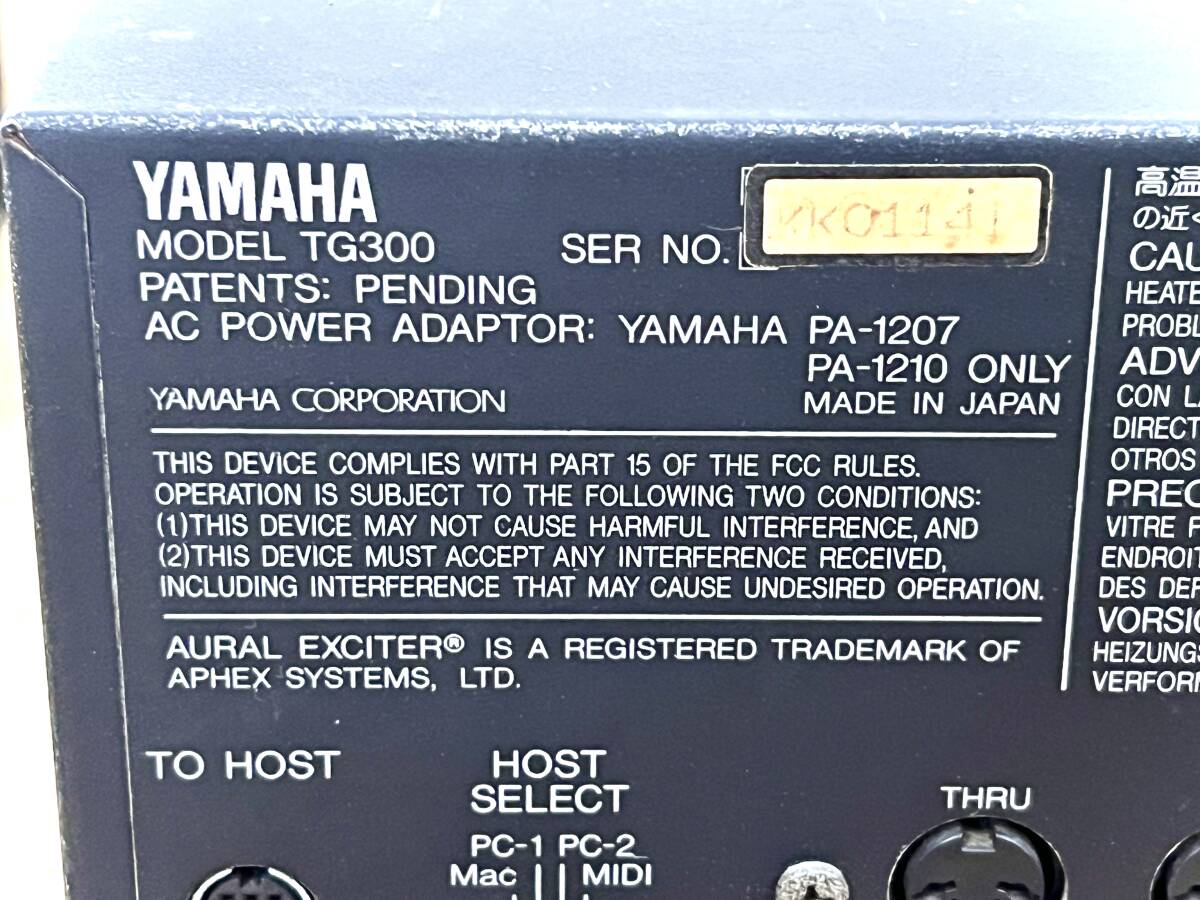 YAMAHA
MODEL TG300
SER NO. KK01141
PATENTS: PENDING
AC POWER ADAPTOR: YAMAHA PA-1207
PA-1210 ONLY
YAMAHA CORPORATION
MADE IN JAPAN
THIS DEVICE COMPLIES WITH PART 15 OF THE FCC RULES.
OPERATION IS SUBJECT TO THE FOLLOWING TWO CONDITIONS:
(1)THIS DEVICE MAY NOT CAUSE HARMFUL INTERFERENCE, AND
(2)THIS DEVICE MUST ACCEPT ANY INTERFERENCE RECEIVED,
INCLUDING INTERFERENCE THAT MAY CAUSE UNDESIRED OPERATION.
AURAL EXCITER® IS A REGISTERED TRADEMARK OF
APHEX SYSTEMS, LTD.
高温
の近く
CAU
HEATE
PROBL
ADV
CON LA
DIRECT
OTROS
PREC
VITRE F
ENDROIT
DES DEF
VORSIC
HEIZUNGS
VERFORM
TO HOST
HOST
SELECT
PC-1 PC-2
Mac MIDI
THRU